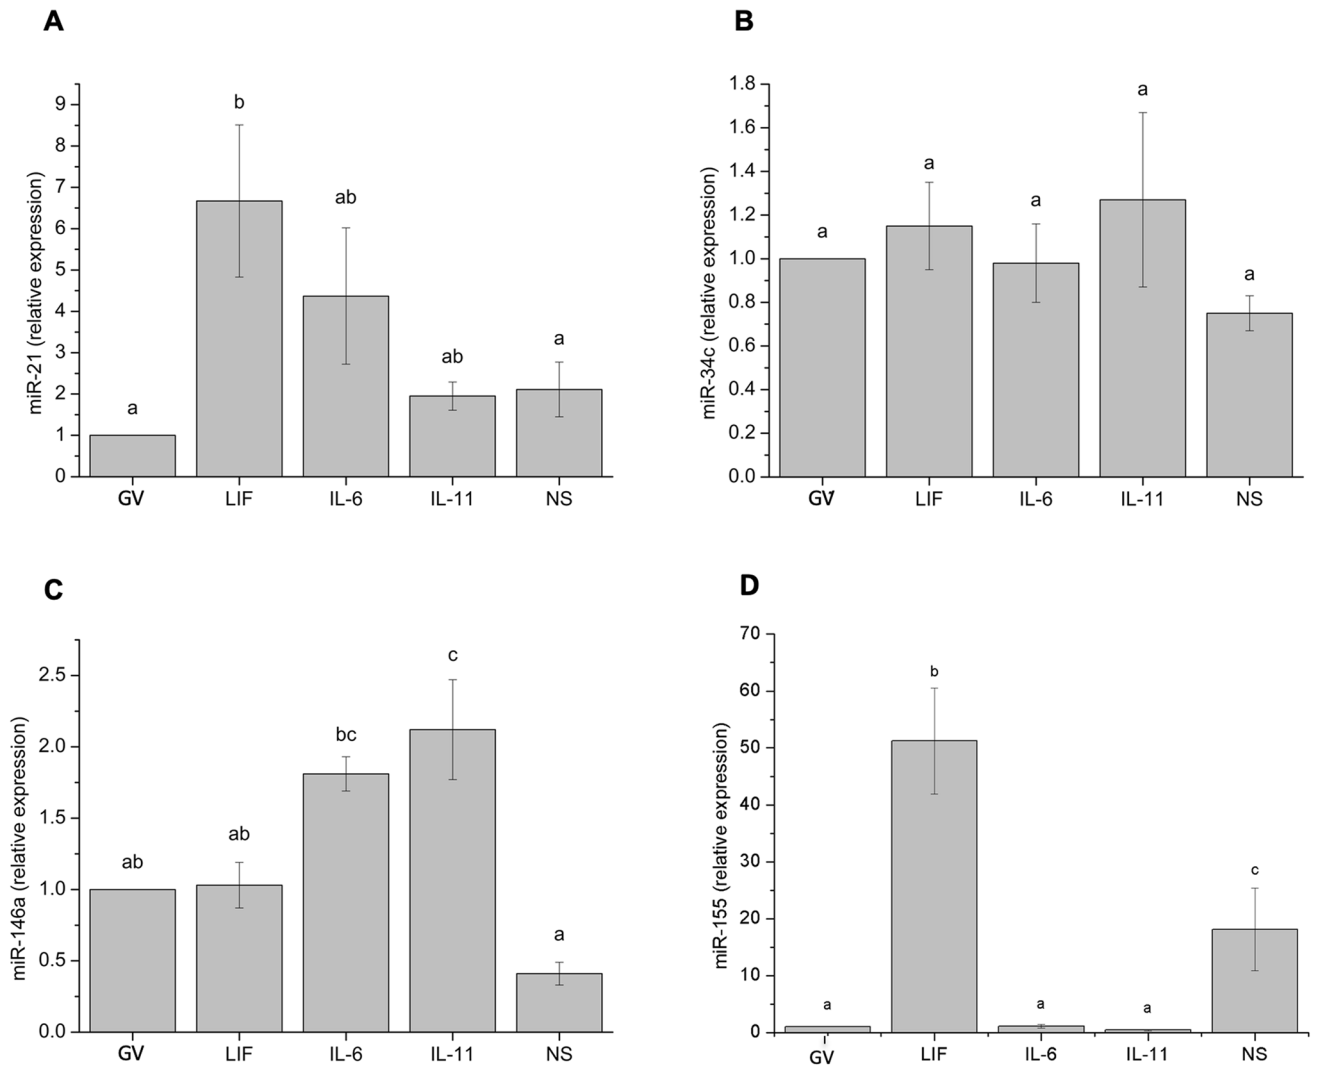 A
miR-21 (relative expression)
9
8
7
6
5
4
3
2
1
0
a
b
ab
ab
a
GV LIF IL-6 IL-11 NS
B
miR-34c (relative expression)
1.8
1.6
1.4
1.2
1.0
0.8
0.6
0.4
0.2
0.0
a
a
a
a
a
GV LIF IL-6 IL-11 NS
C
miR-146a (relative expression)
2.5
2.0
1.5
1.0
0.5
0.0
ab
ab
bc
c
a
GV LIF IL-6 IL-11 NS
D
miR-155 (relative expression)
70
60
50
40
30
20
10
0
a
b
a
a
c
GV LIF IL-6 IL-11 NS